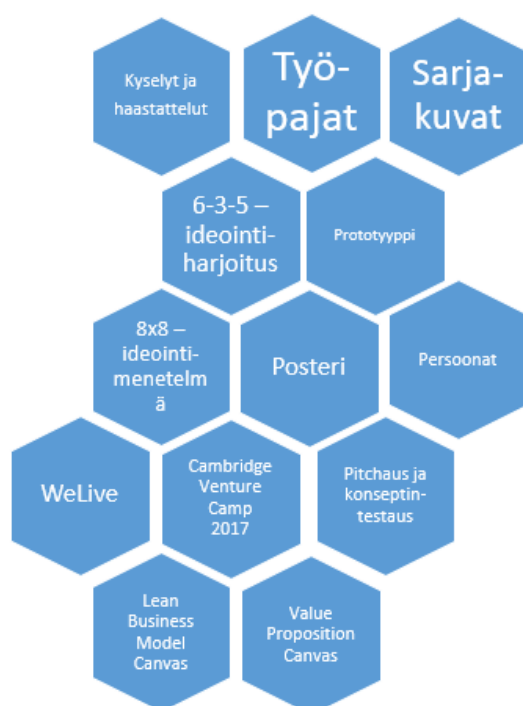 Kyselyt ja
haastattelut
Työ-
pajat
Sarja-
kuvat
6-3-5 –
ideointi-
harjoitus
Prototyyppi
8x8 –
ideointi-
menetelm
ä
Posteri
Persoonat
WeLive
Cambridge
Venture
Camp
2017
Pitchaus ja
konseptin-
testaus
Lean
Business
Model
Canvas
Value
Proposition
Canvas